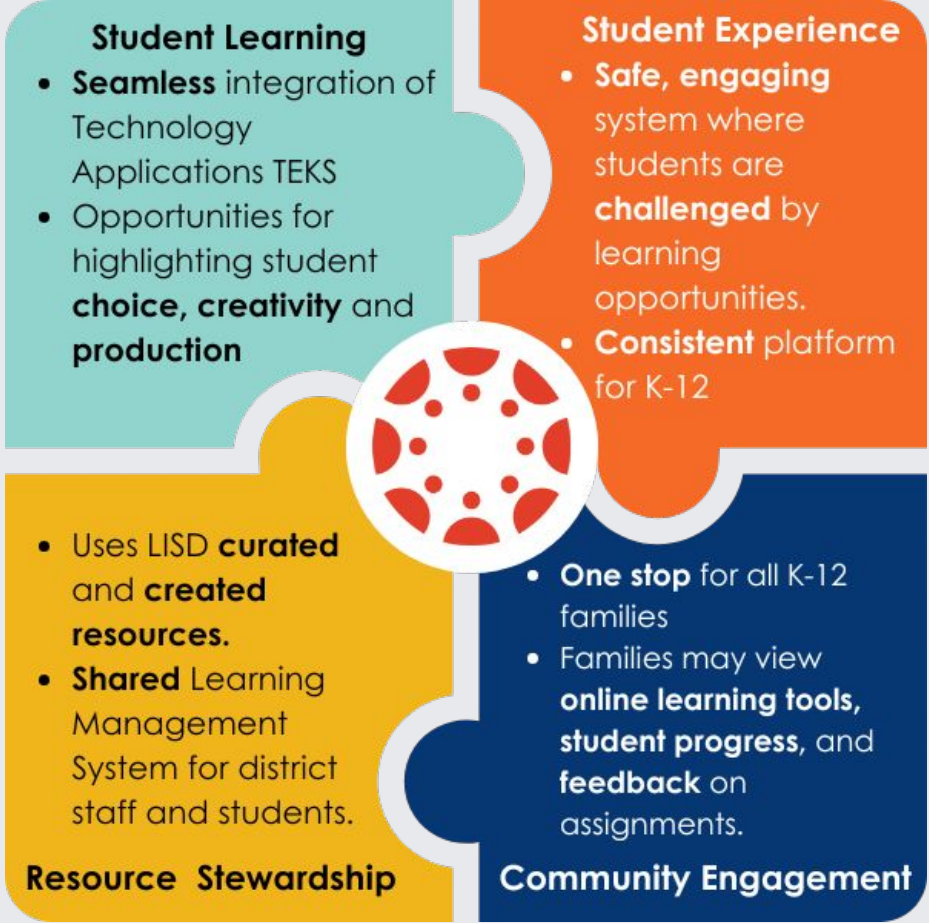 Student Learning
• Seamless integration of
Technology
Applications TEKS
• Opportunities for
highlighting student
choice, creativity and
production
Student Experience
• Safe, engaging
system where
students are
challenged by
learning
opportunities.
• Consistent platform
for K-12
• Uses LISD curated
and created
resources.
• Shared Learning
Management
System for district
staff and students.
Resource Stewardship
• One stop for all K-12
families
• Families may view
online learning tools,
student progress, and
feedback on
assignments.
Community Engagement